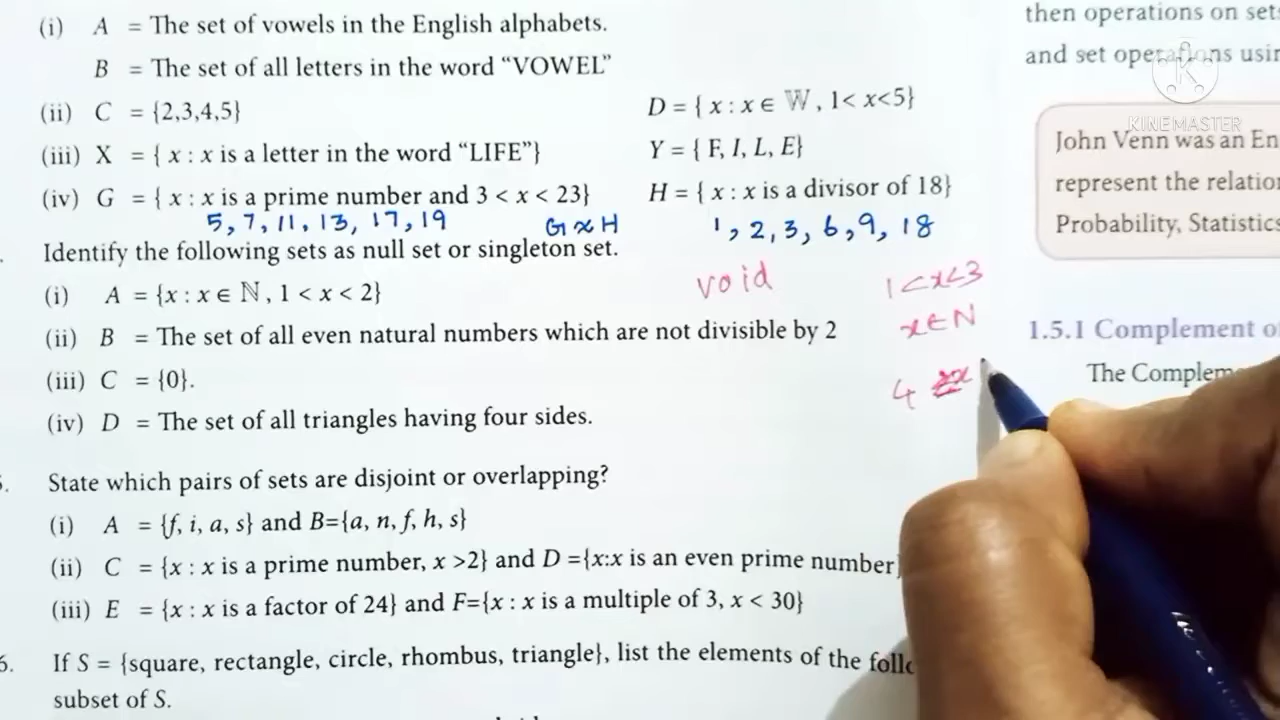 (i) A = The set of vowels in the English alphabets.
B = The set of all letters in the word “VOWEL”
(ii) C = {2,3,4,5} D = { x : x ∈ 𝕎 , 1< x<5}
(iii) X = { x : x is a letter in the word “LIFE”} Y = { F, I, L, E}
(iv) G = { x : x is a prime number and 3 < x < 23} H = { x : x is a divisor of 18}
5, 7, 11, 13, 17, 19 G ≈ H 1, 2, 3, 6, 9, 18
Identify the following sets as null set or singleton set.
void
(i) A = {x : x ∈ ℕ , 1 < x < 2} 1<x<3
x∈N
(ii) B = The set of all even natural numbers which are not divisible by 2
(iii) C = {0}.
4
(iv) D = The set of all triangles having four sides.
State which pairs of sets are disjoint or overlapping?
(i) A = {f, i, a, s} and B={a, n, f, h, s}
(ii) C = {x : x is a prime number, x >2} and D ={x:x is an even prime number}
(iii) E = {x : x is a factor of 24} and F={x : x is a multiple of 3, x < 30}
6. If S = {square, rectangle, circle, rhombus, triangle}, list the elements of the
subset of S.
then operations on sets
and set operations
KINEMASTER
John Venn was an
represent the
Probability, Statistics
1.5.1 Complement
The